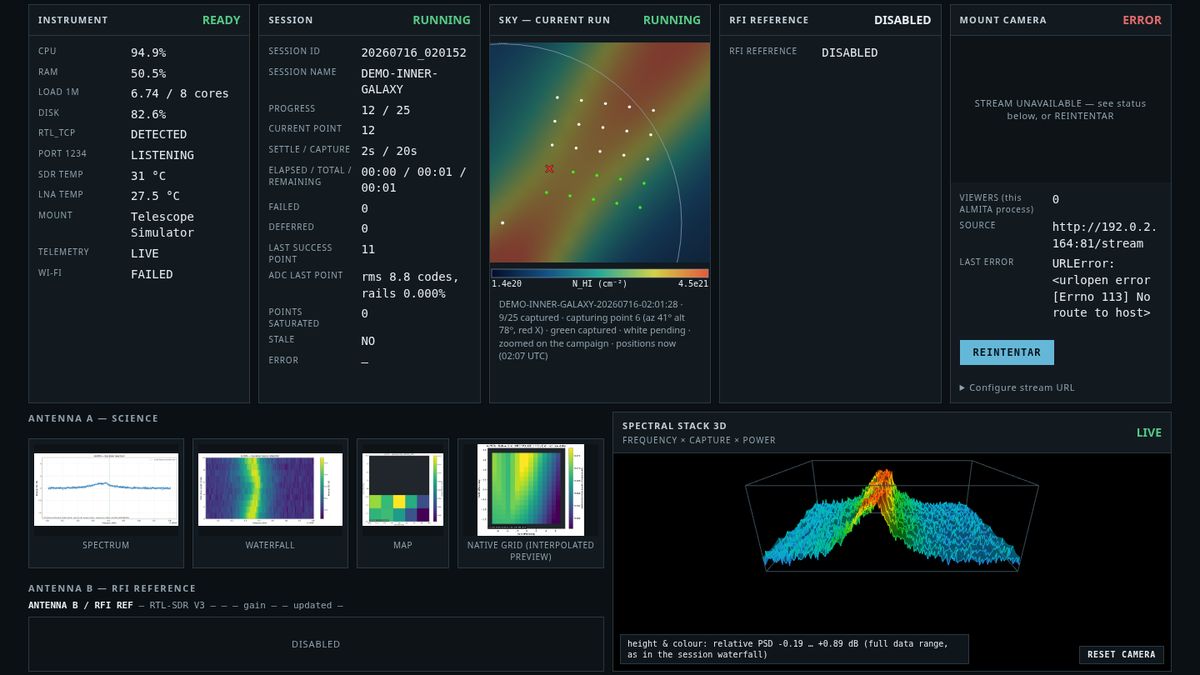 INSTRUMENT READY
CPU 94.9%
RAM 50.5%
LOAD 1M 6.74 / 8 cores
DISK 82.6%
RTL_TCP DETECTED
PORT 1234 LISTENING
SDR TEMP 31 °C
LNA TEMP 27.5 °C
MOUNT Telescope
Simulator
TELEMETRY LIVE
WI-FI FAILED
SESSION RUNNING
SESSION ID 20260716_020152
SESSION NAME DEMO-INNER-
GALAXY
PROGRESS 12 / 25
CURRENT POINT 12
SETTLE / CAPTURE 2s / 20s
ELAPSED / TOTAL / 00:00 / 00:01 /
REMAINING 00:01
FAILED 0
DEFERRED 0
LAST SUCCESS 11
POINT
ADC LAST POINT rms 8.8 codes,
rails 0.000%
POINTS 0
SATURATED
STALE NO
ERROR —
SKY — CURRENT RUN RUNNING
1.4e20 N_HI (cm⁻²) 4.5e21
DEMO-INNER-GALAXY-20260716-02:01:28 ·
9/25 captured · capturing point 6 (az 41° alt
78°, red X) · green captured · white pending ·
zoomed on the campaign · positions now
(02:07 UTC)
RFI REFERENCE DISABLED
RFI REFERENCE DISABLED
MOUNT CAMERA ERROR
STREAM UNAVAILABLE — see status
below, or REINTENTAR
VIEWERS (this 0
ALMITA process)
SOURCE http://192.0.2.
164:81/stream
LAST ERROR URLError:
<urlopen error
[Errno 113] No
route to host>
REINTENTAR
▶ Configure stream URL
ANTENNA A — SCIENCE
SPECTRUM
WATERFALL
MAP
NATIVE GRID (INTERPOLATED
PREVIEW)
ANTENNA B — RFI REFERENCE
ANTENNA B / RFI REF — RTL-SDR V3 — — — gain — — updated —
DISABLED
SPECTRAL STACK 3D
FREQUENCY × CAPTURE × POWER
LIVE
height & colour: relative PSD -0.19 … +0.89 dB (full data range,
as in the session waterfall)
RESET CAMERA